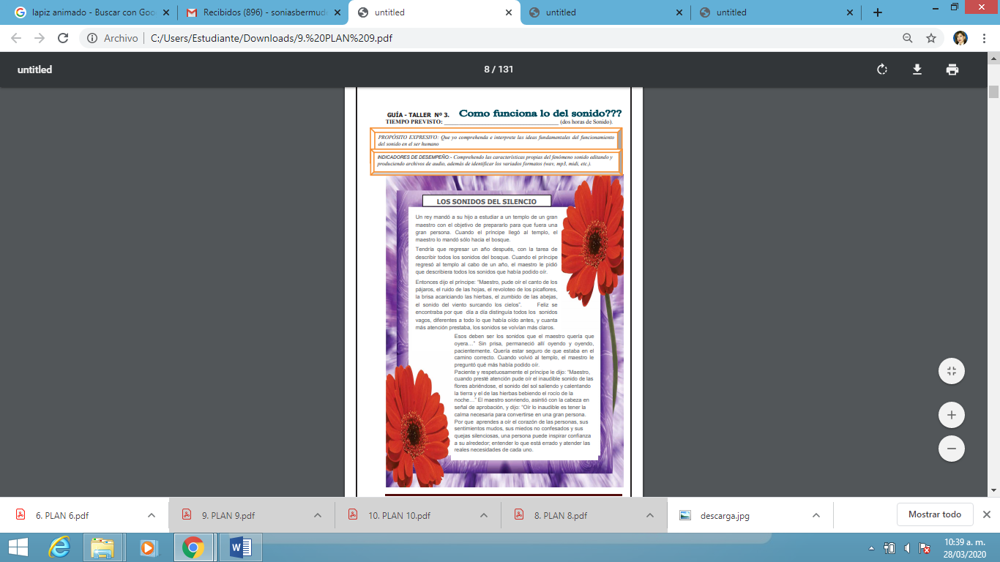 lapiz animado - Buscar con Goo
Recibidos (896) - soniasbermud
untitled
untitled
untitled
Archivo
C:/Users/Estudiante/Downloads/9.%20PLAN%209.pdf
untitled
8 / 131
GUÍA - TALLER Nº 3. Como funciona lo del sonido???
TIEMPO PREVISTO: ______________________________________ (dos horas de Sonido).
PROPÓSITO EXPRESIVO: Que yo comprehenda e interprete las ideas fundamentales del funcionamiento
del sonido en el ser humano
INDICADORES DE DESEMPEÑO:- Comprehendo las características propias del fenómeno sonido editando y
produciendo archivos de audio, además de identificar los variados formatos (wav, mp3, midi, etc.).
LOS SONIDOS DEL SILENCIO
Un rey mandó a su hijo a estudiar a un templo de un gran
maestro con el objetivo de prepararlo para que fuera una
gran persona. Cuando el príncipe llegó al templo, el
maestro lo mandó sólo hacia el bosque.
Tendría que regresar un año después, con la tarea de
describir todos los sonidos del bosque. Cuando el príncipe
regresó al templo al cabo de un año, el maestro le pidió
que describiera todos los sonidos que había podido oír.
Entonces dijo el príncipe: "Maestro, pude oír el canto de los
pájaros, el ruido de las hojas, el revoloteo de los picaflores,
la brisa acariciando las hierbas, el zumbido de las abejas,
el sonido del viento surcando los cielos". Feliz se
encontraba por que día a día distinguía todos los sonidos
vagos, diferentes a todo lo que había oído antes, y cuanta
más atención prestaba, los sonidos se volvían más claros.
Esos deben ser los sonidos que el maestro quería que
oyera..." Sin prisa, permaneció allí oyendo y oyendo,
pacientemente. Quería estar seguro de que estaba en el
camino correcto. Cuando volvió al templo, el maestro le
preguntó qué más había podido oír.
Paciente y respetuosamente el príncipe le dijo: "Maestro,
cuando presté atención pude oír el inaudible sonido de las
flores abriéndose, el sonido del sol saliendo y calentando
la tierra y el de las hierbas bebiendo el rocío de la
noche..." El maestro sonriendo, asintió con la cabeza en
señal de aprobación, y dijo: "Oír lo inaudible es tener la
calma necesaria para convertirse en una gran persona.
Por que aprendes a oír el corazón de las personas, sus
sentimientos mudos, sus miedos no confesados y sus
quejas silenciosas, una persona puede inspirar confianza
a su alrededor; entender lo que está errado y atender las
reales necesidades de cada uno.
6. PLAN 6.pdf
9. PLAN 9.pdf
10. PLAN 10.pdf
8. PLAN 8.pdf
descarga.jpg
Mostrar todo
10:39 a. m.
28/03/2020